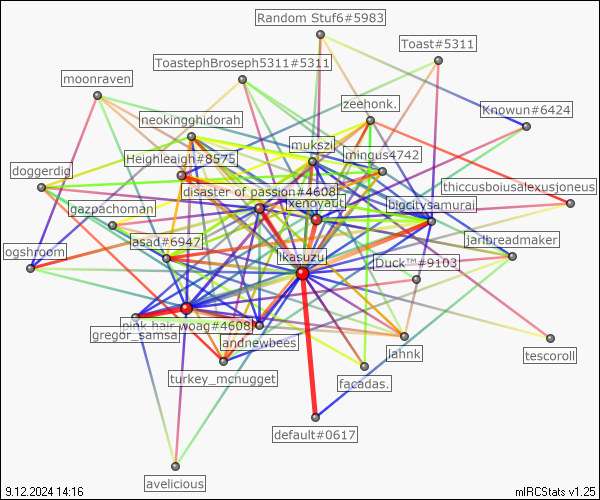 Random Stuf6#5983
Toast#5311
ToastephBroseph5311#5311
moonraven
zeehonk.
Knowun#6424
neokingghidorah
mukszi
mingus4742
Heighleaigh#8575
doggerdig
disaster of passion#4608
thiccusboiusalexusjoneus
xenoyaut
bigcitysamurai
gazpachoman
asad#6947
jarlbreadmaker
ogshroom
ikasuzu
Duck™#9103
pink hair woag#4608
gregor_samsa
andnewbees
lahnk
tescoroll
turkey_mcnugget
facadas.
default#0617
avelicious
9.12.2024 14:16
mIRCStats v1.25